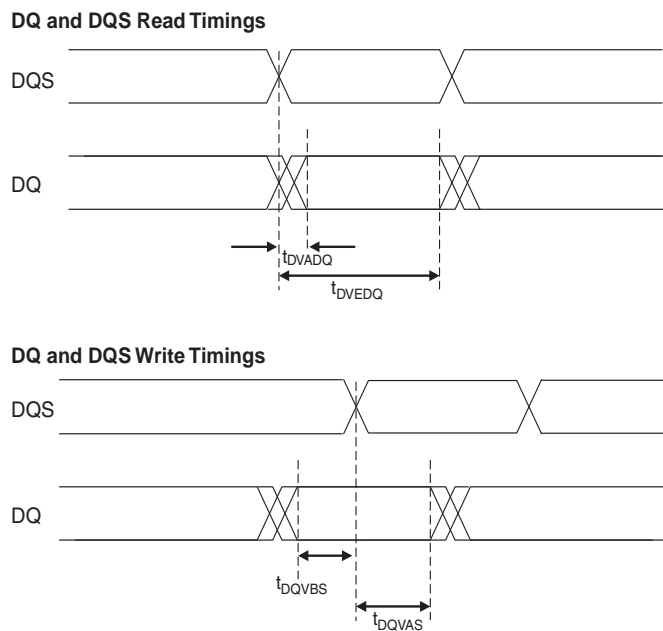 DQ and DQS Read Timings
DQS
DQ
tDVADQ
tDVEDQ
DQ and DQS Write Timings
DQS
DQ
tDQVBS
tDQVAS